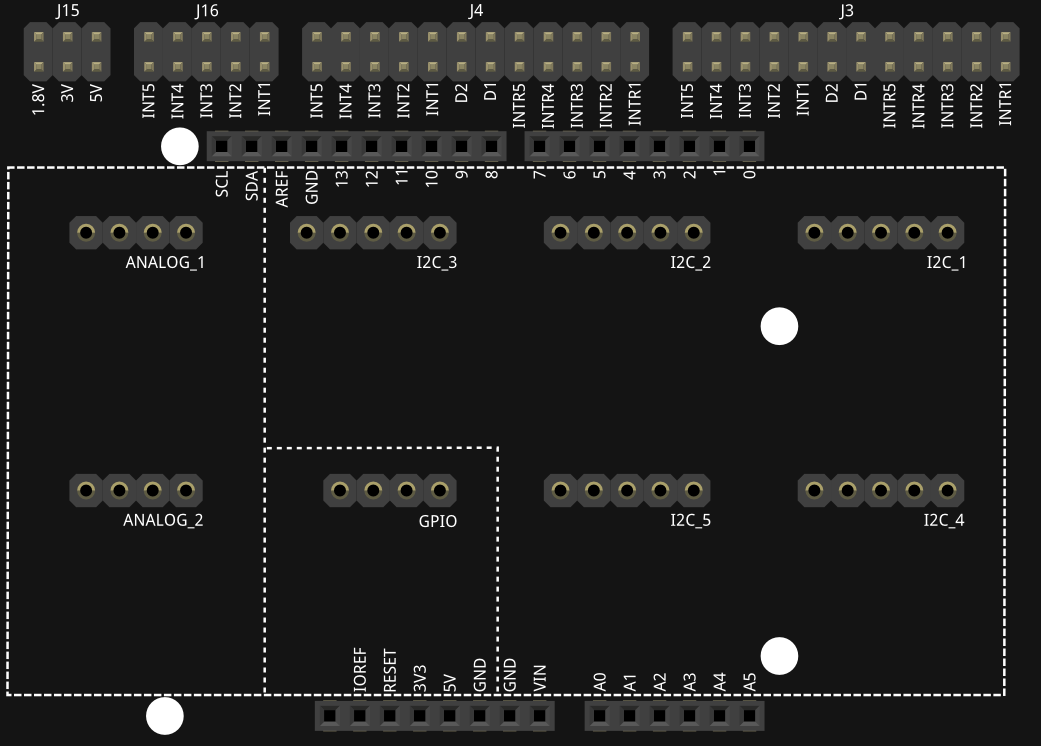 J15 J16 J4 J3
1.8V 3V 5V INT5 INT4 INT3 INT2 INT1 INT5 INT4 INT3 INT2 INT1 D2 D1 INTR5 INTR4 INTR3 INTR2 INTR1 INT5 INT4 INT3 INT2 INT1 D2 D1 INTR5 INTR4 INTR3 INTR2 INTR1
SCL SDA AREF GND 13 12 11 10 9 8 7 6 5 4 3 2 1 0
ANALOG_1 I2C_3 I2C_2 I2C_1
ANALOG_2 GPIO I2C_5 I2C_4
IOREF RESET 3V3 5V GND GND VIN A0 A1 A2 A3 A4 A5